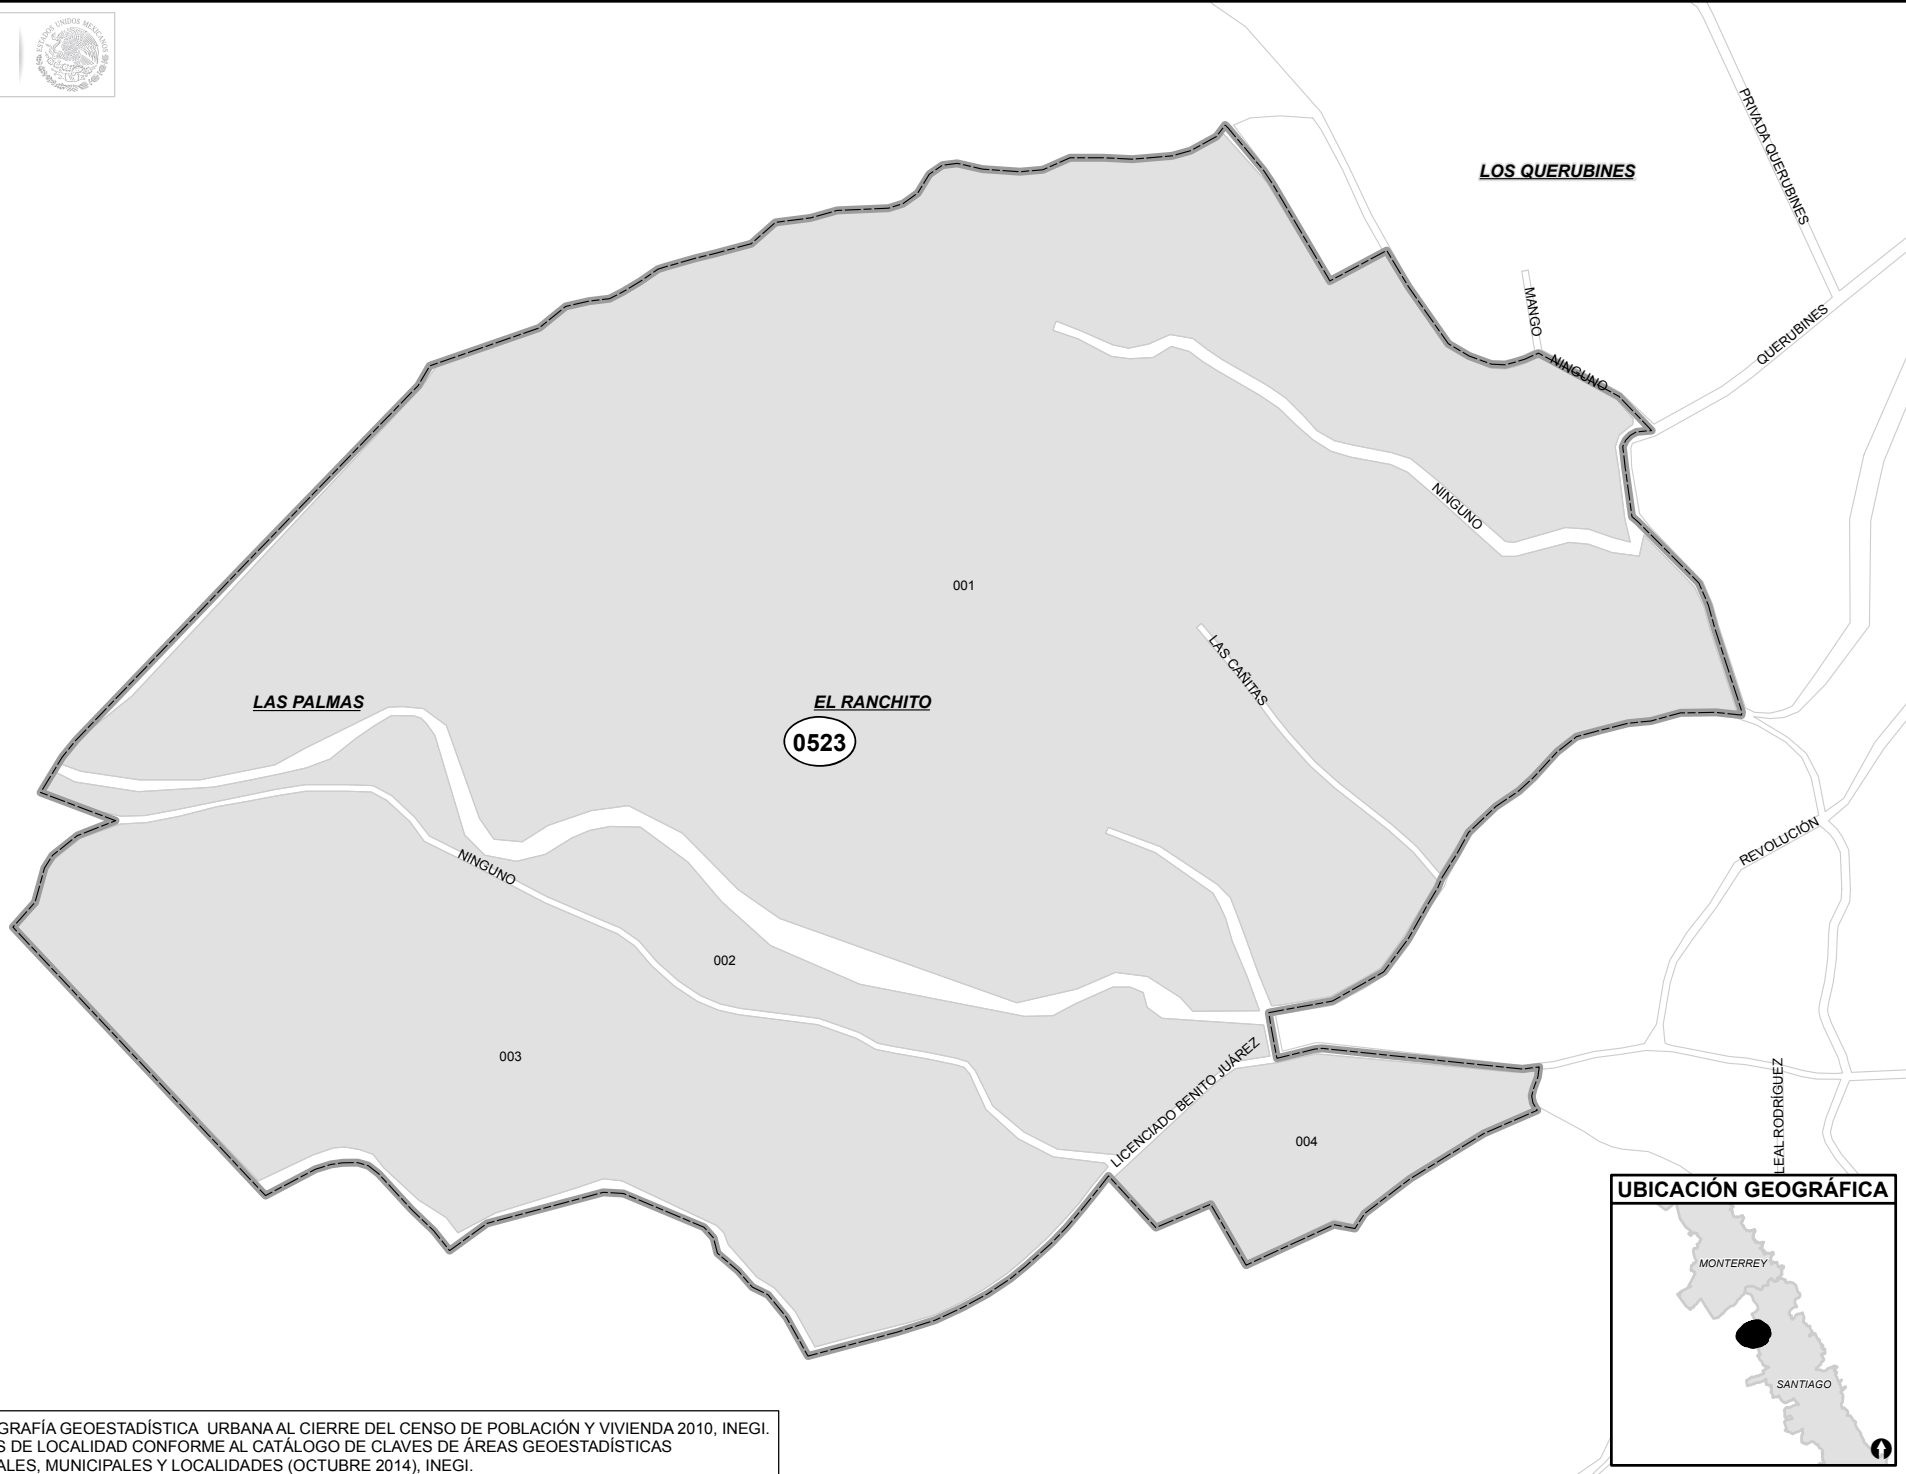 ESTADOS UNIDOS MEXICANOS
PRIVADA QUERUBINES
LOS QUERUBINES
MANGO
QUERUBINES
NINGUNO
NINGUNO
001
LAS CAÑITAS
LAS PALMAS
EL RANCHITO
0523
REVOLUCIÓN
NINGUNO
002
003
LICENCIADO BENITO JUÁREZ
004
LEAL RODRÍGUEZ
UBICACIÓN GEOGRÁFICA
MONTERREY
SANTIAGO
GRAFÍA GEOESTADÍSTICA URBANA AL CIERRE DEL CENSO DE POBLACIÓN Y VIVIENDA 2010, INEGI.
S DE LOCALIDAD CONFORME AL CATÁLOGO DE CLAVES DE ÁREAS GEOESTADÍSTICAS
ALES, MUNICIPALES Y LOCALIDADES (OCTUBRE 2014), INEGI.